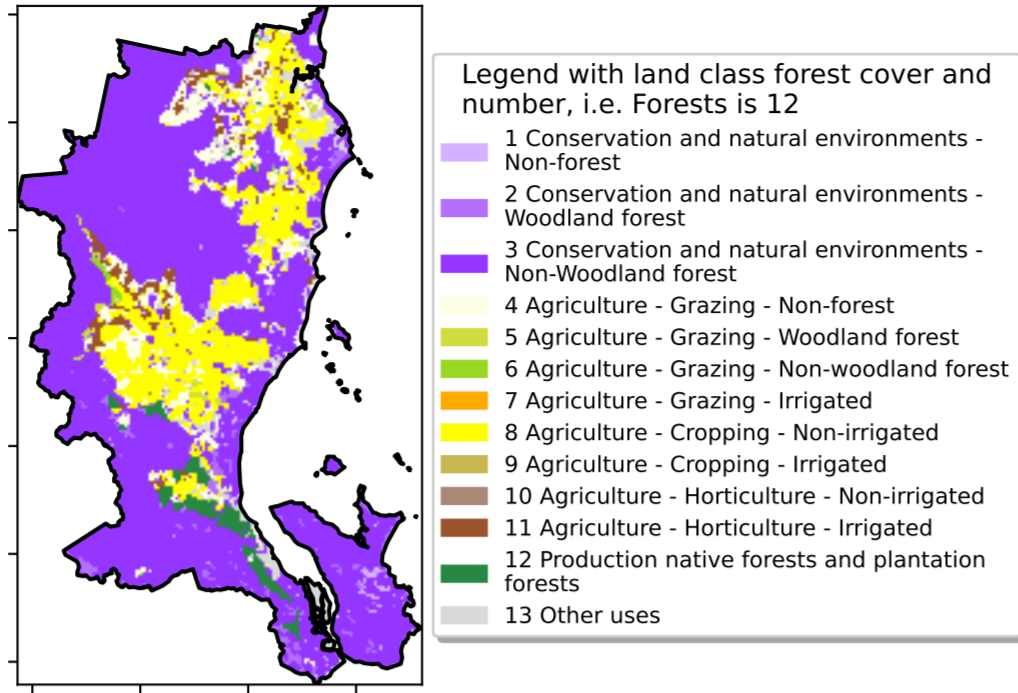 Legend with land class forest cover and
number, i.e. Forests is 12
1 Conservation and natural environments -
Non-forest
2 Conservation and natural environments -
Woodland forest
3 Conservation and natural environments -
Non-Woodland forest
4 Agriculture - Grazing - Non-forest
5 Agriculture - Grazing - Woodland forest
6 Agriculture - Grazing - Non-woodland forest
7 Agriculture - Grazing - Irrigated
8 Agriculture - Cropping - Non-irrigated
9 Agriculture - Cropping - Irrigated
10 Agriculture - Horticulture - Non-irrigated
11 Agriculture - Horticulture - Irrigated
12 Production native forests and plantation
forests
13 Other uses